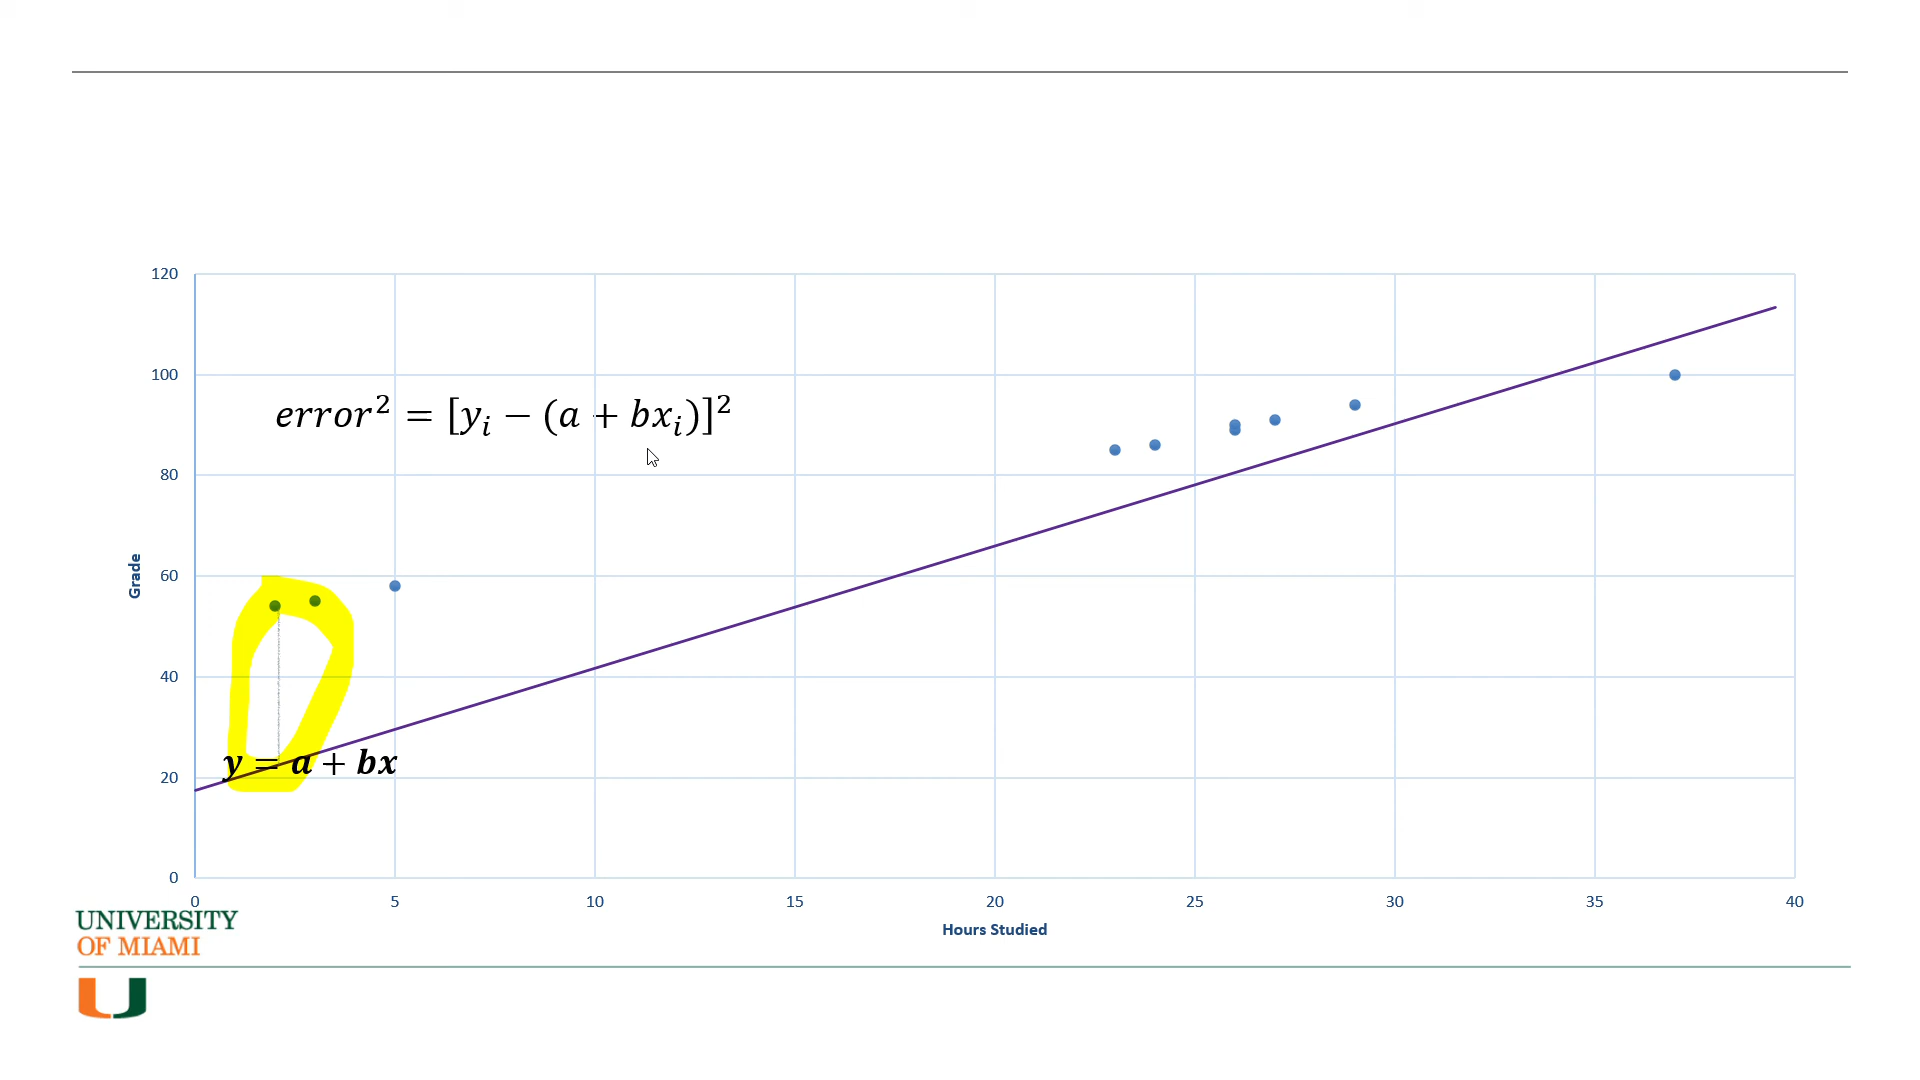 120
100
error² = [yᵢ − (a + bxᵢ)]²
80
Grade
60
40
y = a + bx
20
0
0 5 10 15 20 25 30 35 40
Hours Studied
UNIVERSITY
OF MIAMI